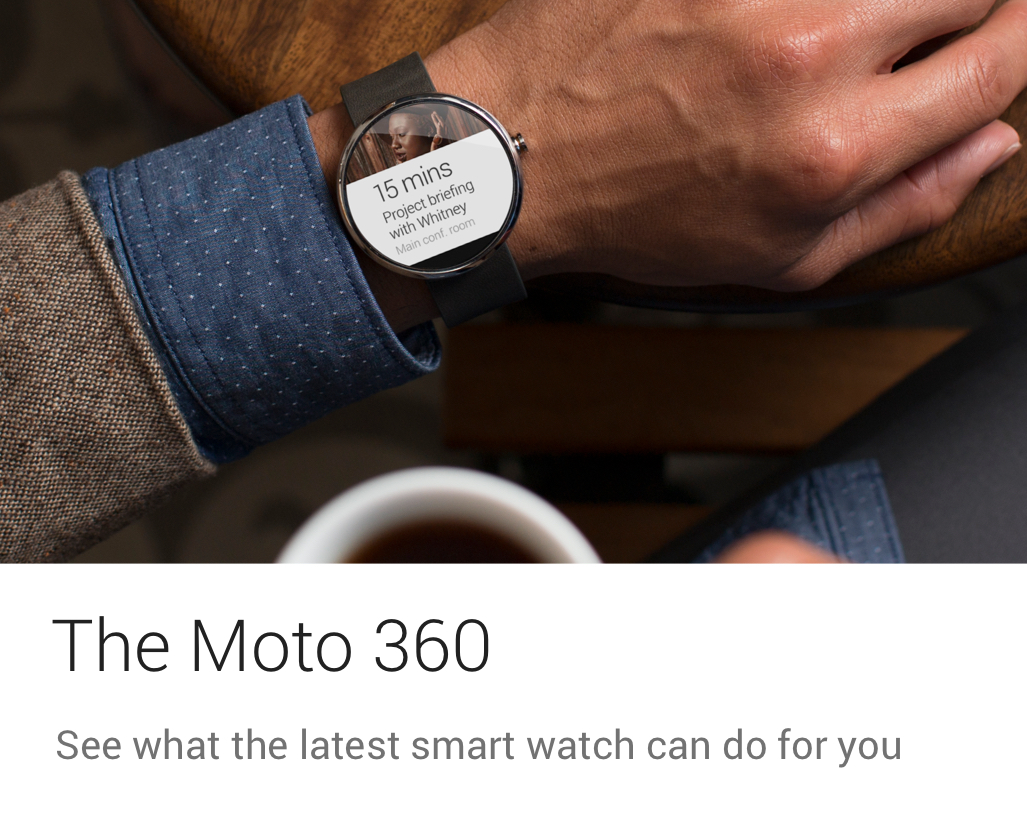 15 mins
Project briefing
with Whitney
Main conf. room
The Moto 360
See what the latest smart watch can do for you